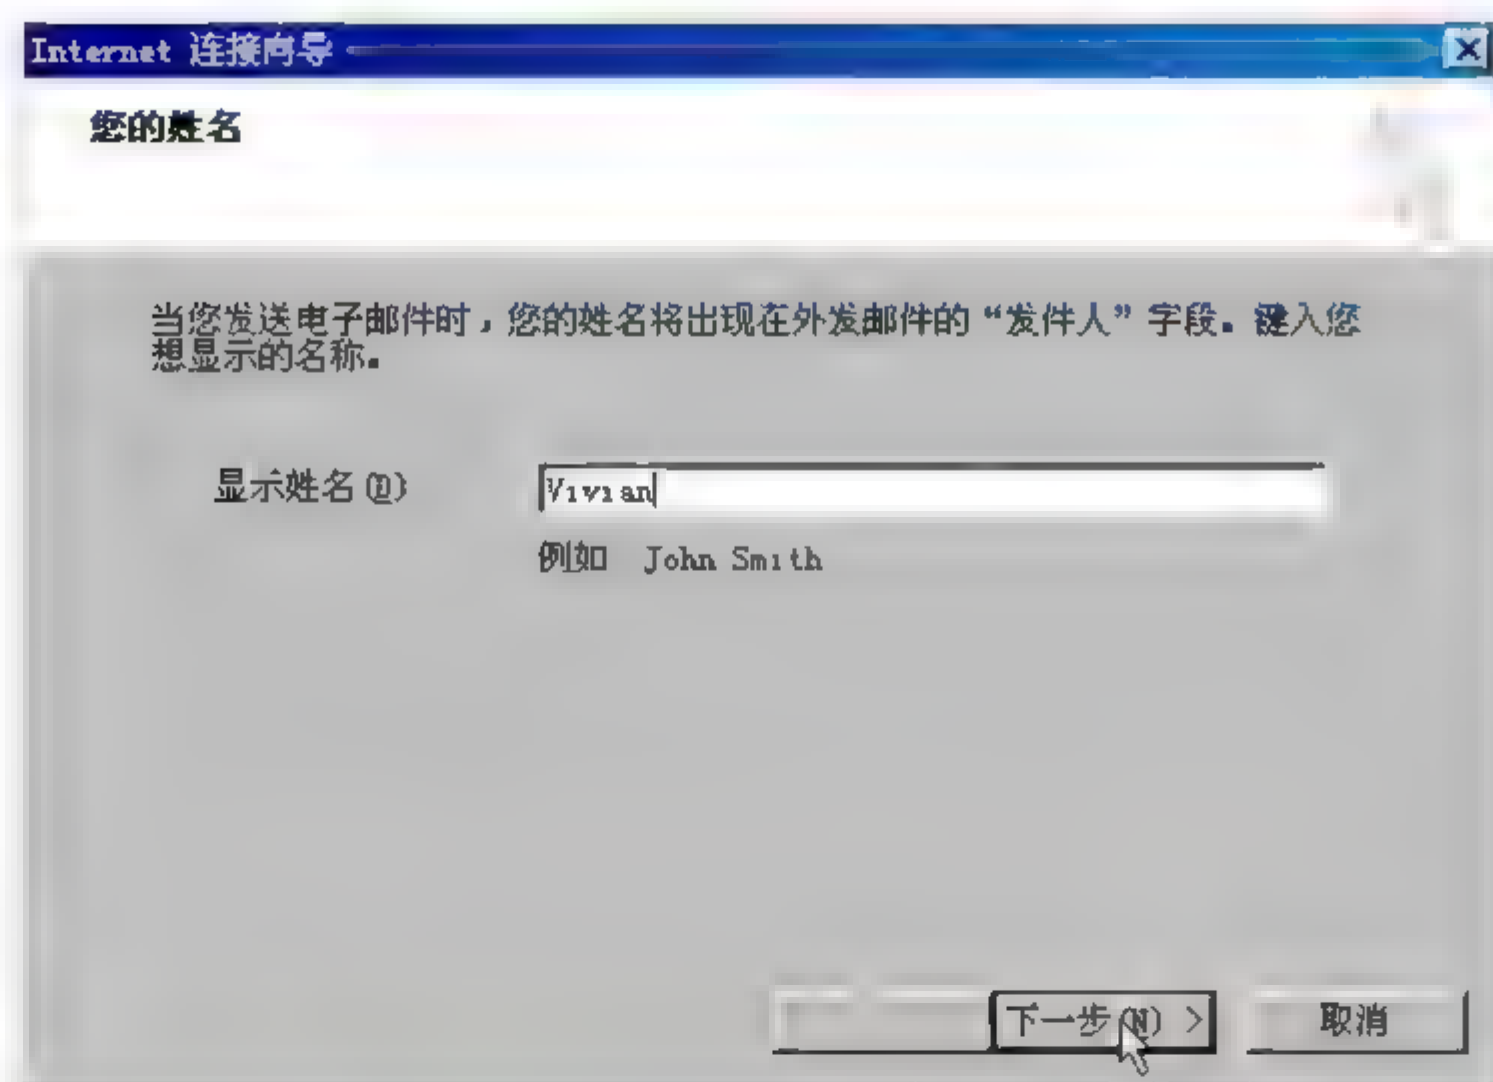 Internet 连接向导
您的姓名
当您发送电子邮件时，您的姓名将出现在外发邮件的“发件人”字段。键入您
想显示的名称。
显示姓名(D)
Vivian
例如 John Smith
下一步(N) >
取消